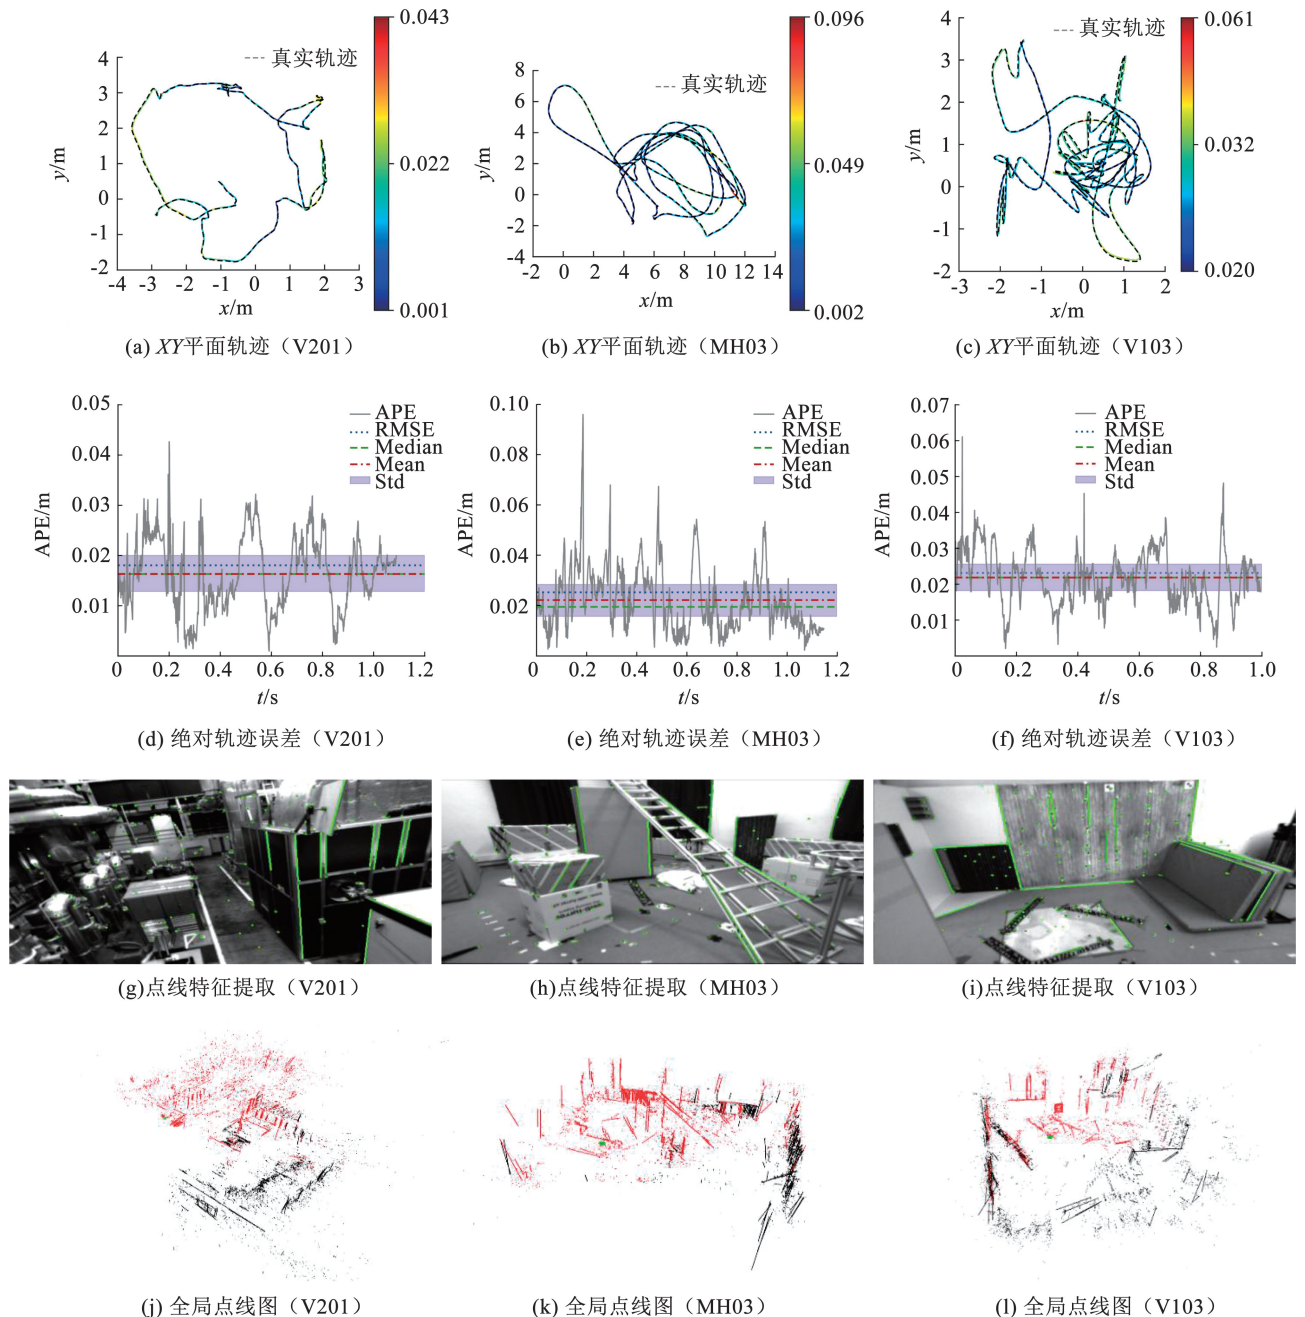 0.043
4
真实轨迹
3
2
y/m
1
0
-1
-2
-4 -3 -2 -1 0 1 2 3
x/m
0.022
0.001
(a) XY平面轨迹（V201）
0.096
8
真实轨迹
6
4
y/m
2
0
-2
-4
-2 0 2 4 6 8 10 12 14
x/m
0.049
0.002
(b) XY平面轨迹（MH03）
0.061
4
真实轨迹
3
2
y/m
1
0
-1
-2
-3 -2 -1 0 1 2
x/m
0.032
0.020
(c) XY平面轨迹（V103）
0.05
0.04
0.03
0.02
0.01
APE/m
APE
RMSE
Median
Mean
Std
0 0.2 0.4 0.6 0.8 1.0 1.2
t/s
(d) 绝对轨迹误差（V201）
0.10
0.08
0.06
0.04
0.02
APE/m
APE
RMSE
Median
Mean
Std
0 0.2 0.4 0.6 0.8 1.0 1.2
t/s
(e) 绝对轨迹误差（MH03）
0.07
0.06
0.05
0.04
0.03
0.02
0.01
APE/m
APE
RMSE
Median
Mean
Std
0 0.2 0.4 0.6 0.8 1.0
t/s
(f) 绝对轨迹误差（V103）
(g)点线特征提取（V201）
(h)点线特征提取（MH03）
(i)点线特征提取（V103）
(j) 全局点线图（V201）
(k) 全局点线图（MH03）
(l) 全局点线图（V103）